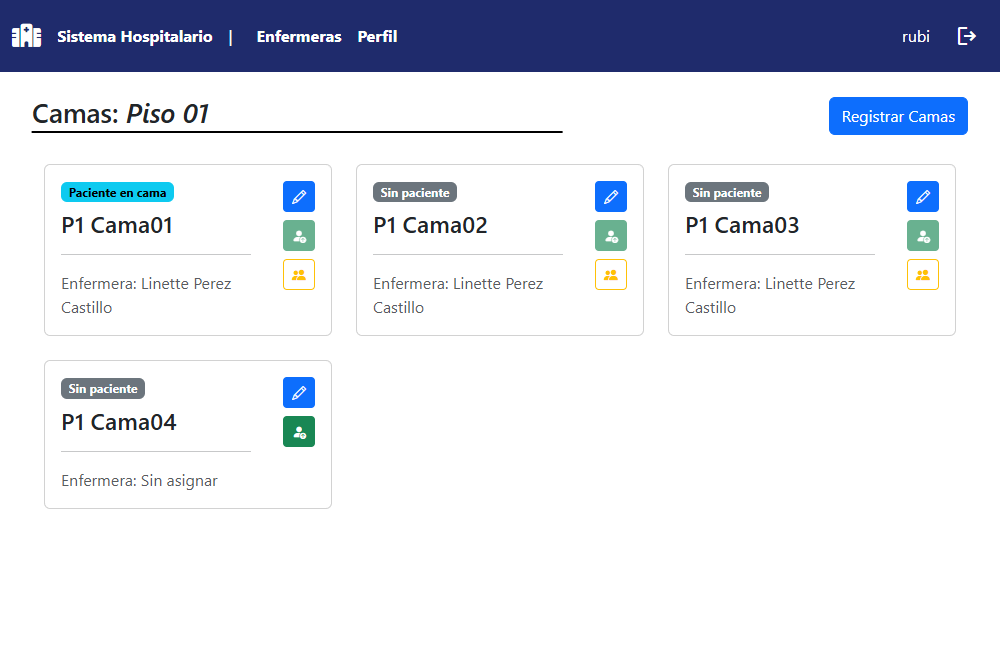 Sistema Hospitalario | Enfermeras Perfil rubi
Camas: Piso 01
Registrar Camas
Paciente en cama
P1 Cama01
Enfermera: Linette Perez
Castillo
Sin paciente
P1 Cama02
Enfermera: Linette Perez
Castillo
Sin paciente
P1 Cama03
Enfermera: Linette Perez
Castillo
Sin paciente
P1 Cama04
Enfermera: Sin asignar